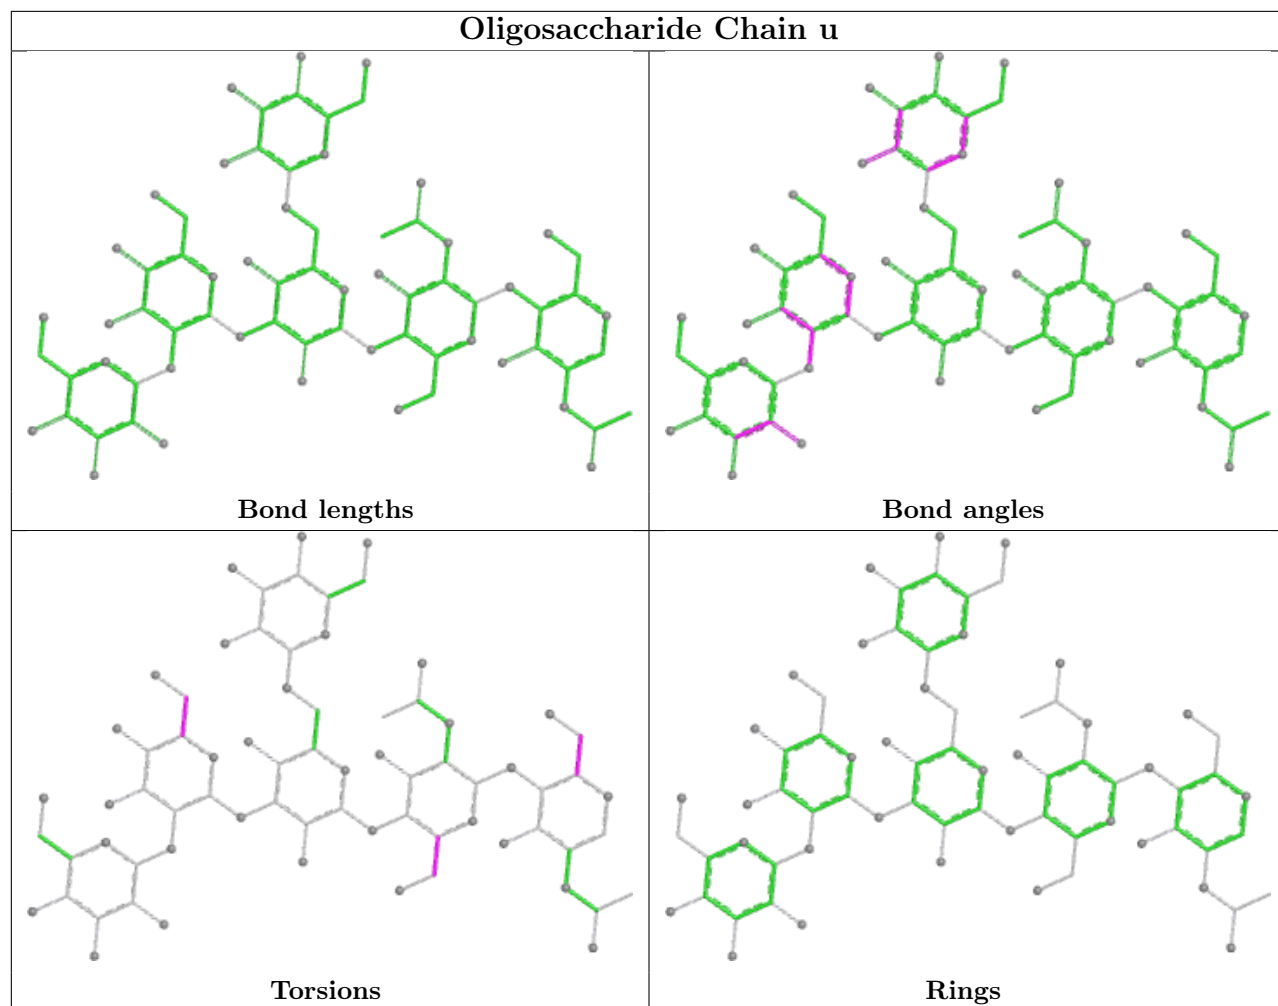 Oligosaccharide Chain u
Bond lengths
Bond angles
Torsions
Rings